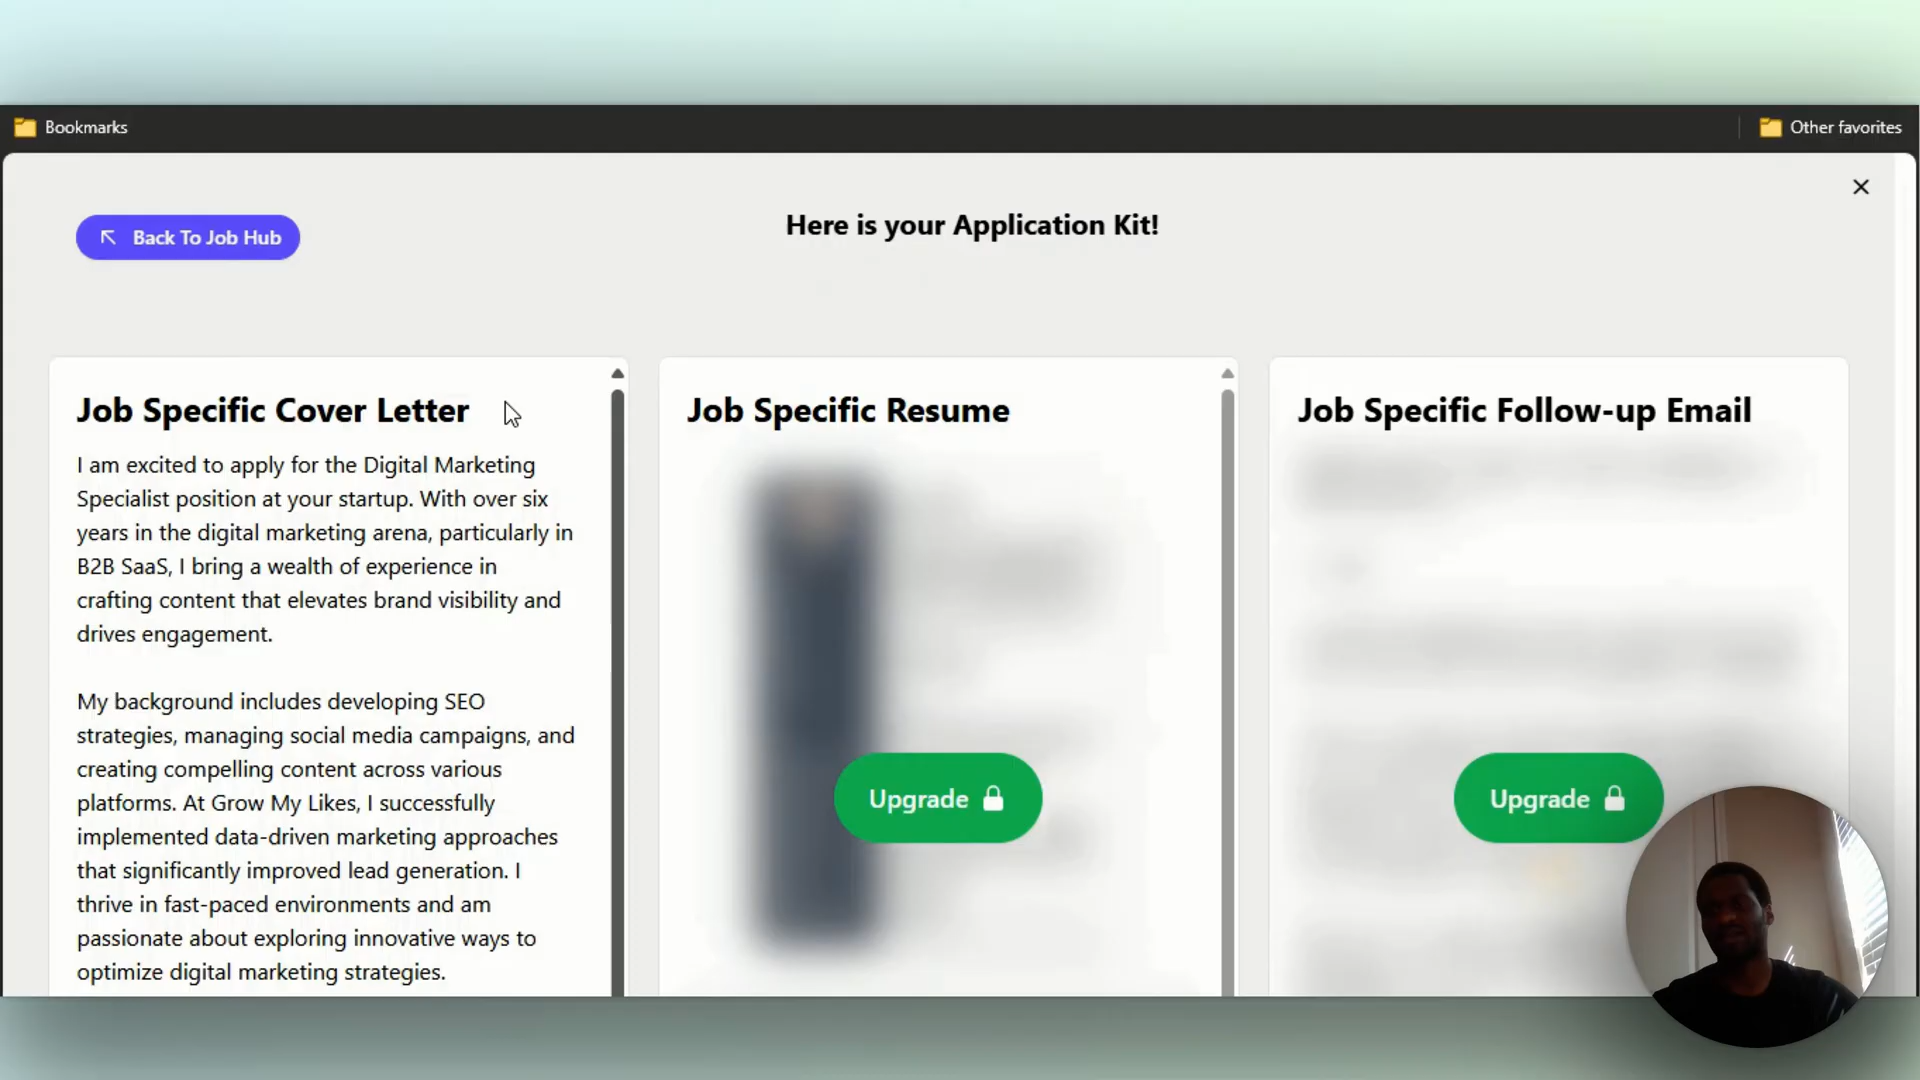 Bookmarks
Other favorites
Back To Job Hub
Here is your Application Kit!
Job Specific Cover Letter
I am excited to apply for the Digital Marketing
Specialist position at your startup. With over six
years in the digital marketing arena, particularly in
B2B SaaS, I bring a wealth of experience in
crafting content that elevates brand visibility and
drives engagement.
My background includes developing SEO
strategies, managing social media campaigns, and
creating compelling content across various
platforms. At Grow My Likes, I successfully
implemented data-driven marketing approaches
that significantly improved lead generation. I
thrive in fast-paced environments and am
passionate about exploring innovative ways to
optimize digital marketing strategies.
Job Specific Resume
Upgrade
Job Specific Follow-up Email
Upgrade